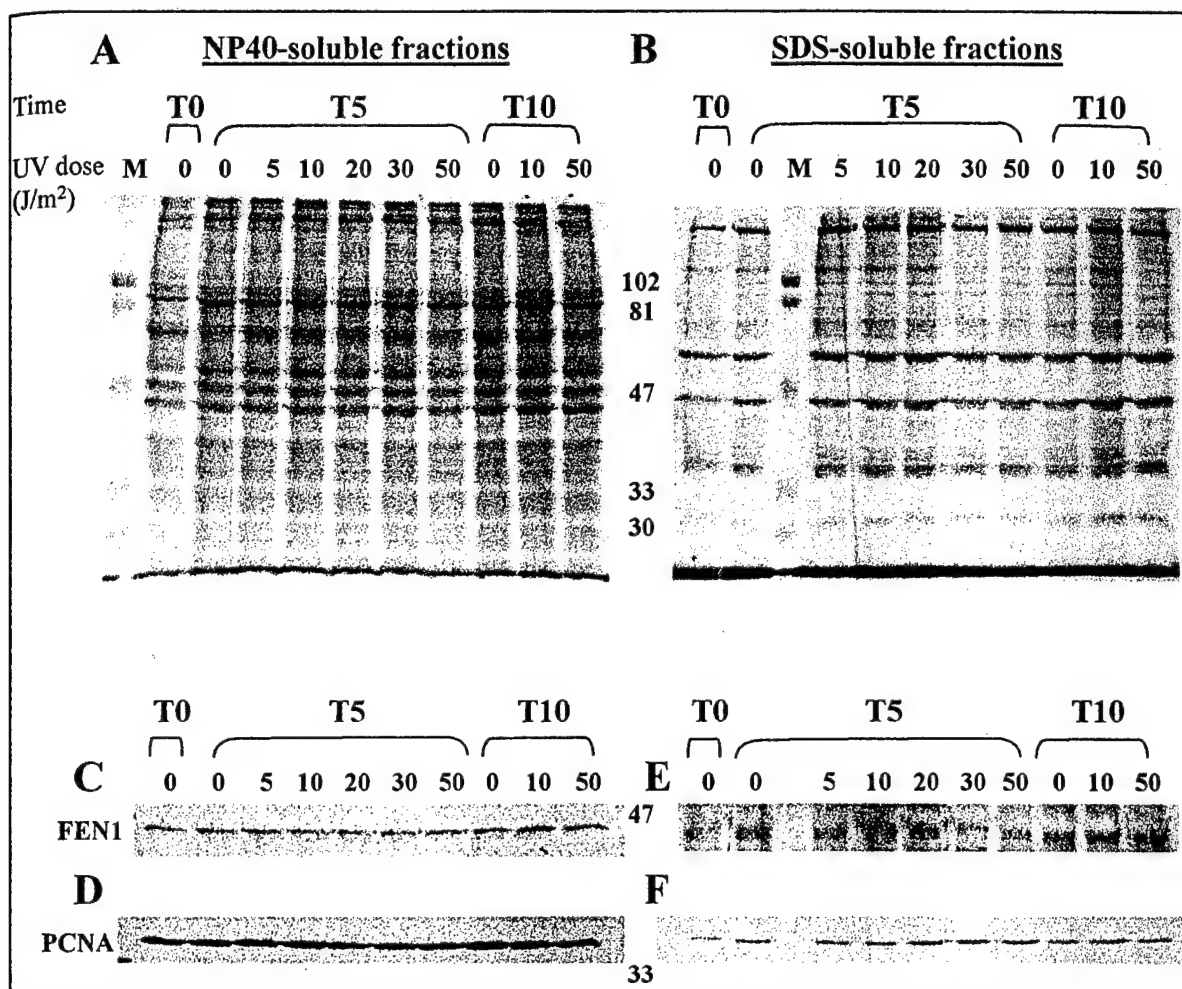 A NP40-soluble fractions
B SDS-soluble fractions
Time T0 T5 T10
T0 T5 T10
UV dose M 0 0 5 10 20 30 50 0 10 50
(J/m²)
0 0 M 5 10 20 30 50 0 10 50
102
81
47
33
30
T0 T5 T10
T0 T5 T10
C 0 0 5 10 20 30 50 0 10 50
E 0 0 5 10 20 30 50 0 10 50
FEN1 47
D
F
PCNA
33